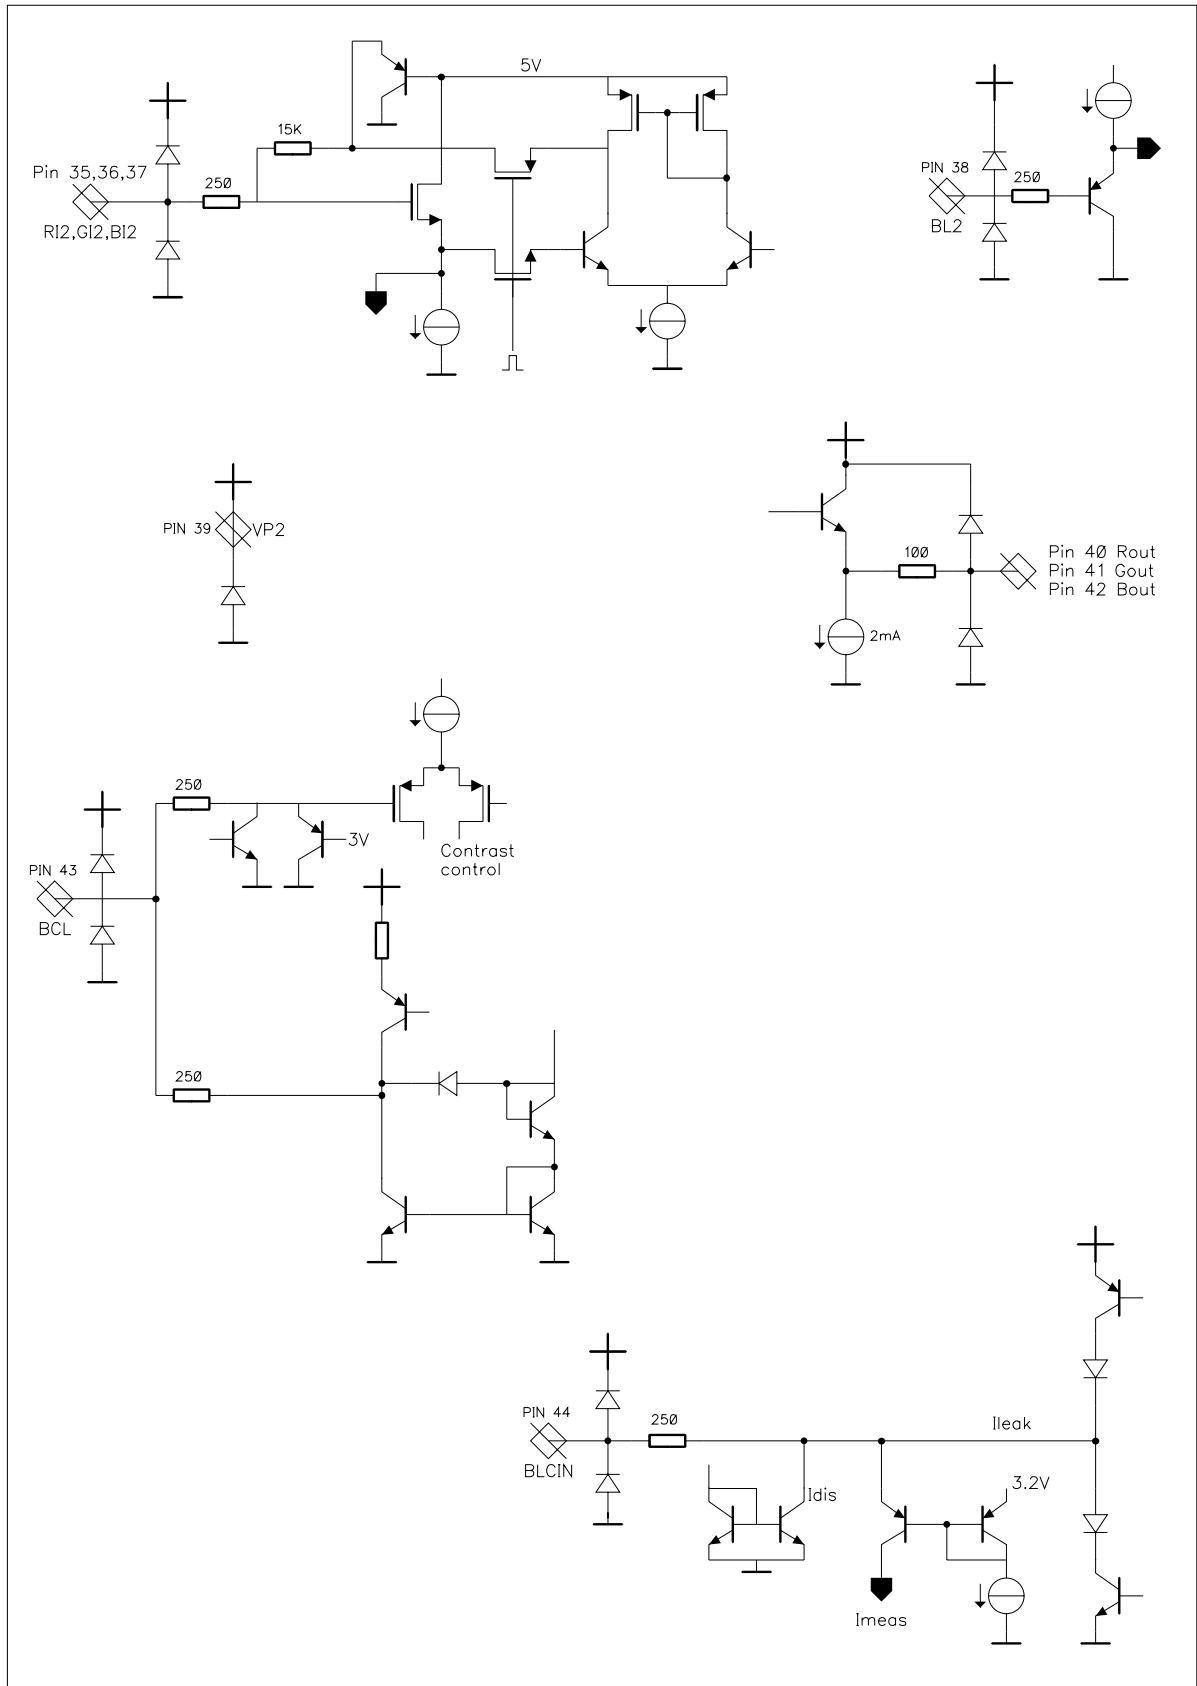 5V
15K
Pin 35,36,37
250
RI2,GI2,BI2
PIN 38
250
BL2
PIN 39
VP2
100
Pin 40 Rout
Pin 41 Gout
Pin 42 Bout
2mA
250
3V
Contrast
control
PIN 43
BCL
250
PIN 44
250
Ileak
BLCIN
Idis
3.2V
Imeas